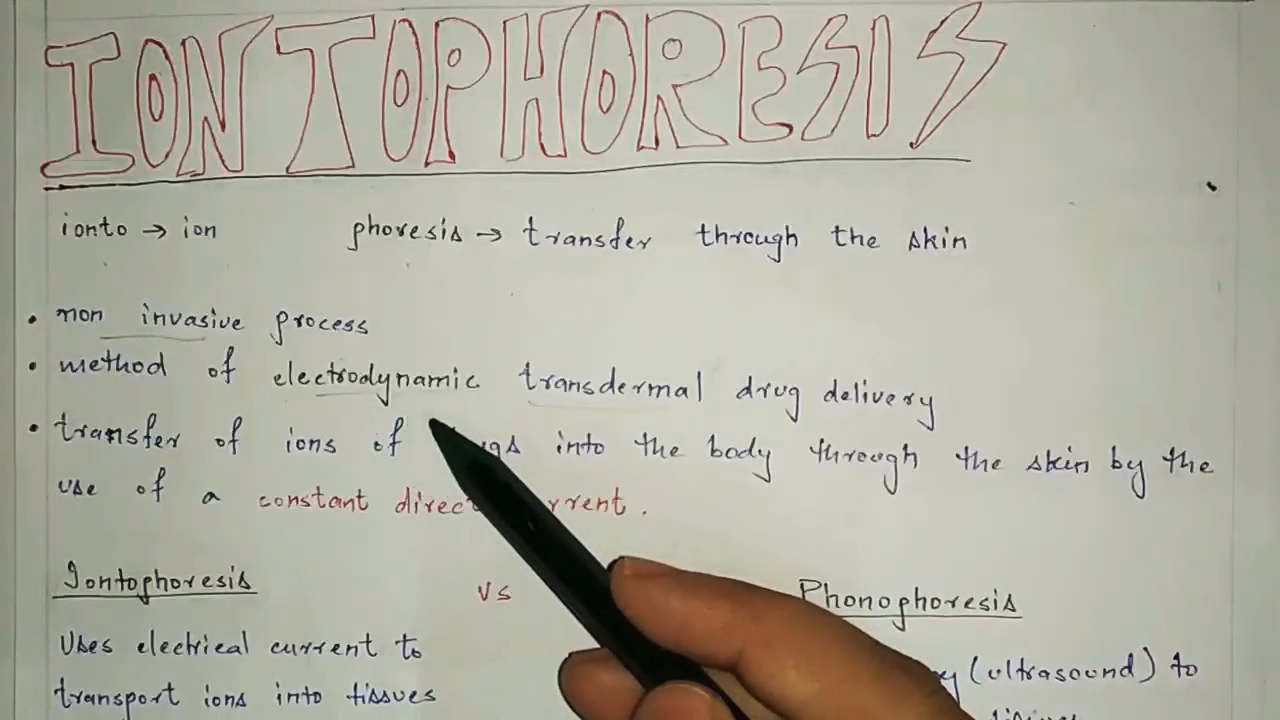 IONTOPHORESIS
ionto → ion phoresis → transfer through the skin
• non invasive process
• method of electrodynamic transdermal drug delivery
• transfer of ions of into the body through the skin by the
use of a constant direct .
Iontophoresis vs Phonophoresis
Uses electrical current to (ultrasound) to
transport ions into tissues